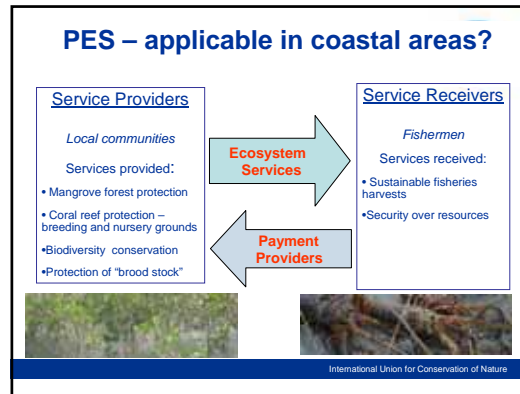 PES – applicable in coastal areas?
Service Providers
Local communities
Services provided:
• Mangrove forest protection
• Coral reef protection –
breeding and nursery grounds
•Biodiversity conservation
•Protection of “brood stock”
Ecosystem
Services
Payment
Providers
Service Receivers
Fishermen
Services received:
• Sustainable fisheries
harvests
•Security over resources
International Union for Conservation of Nature